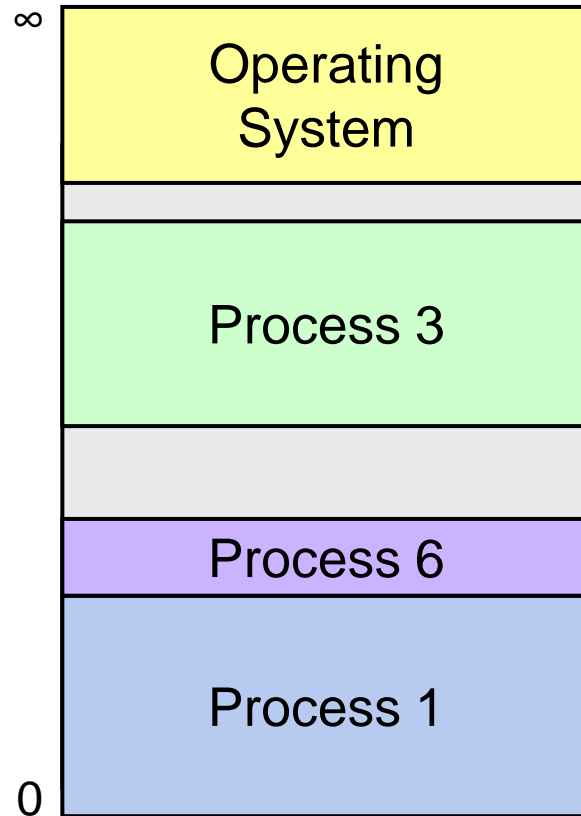 ∞
Operating
System
Process 3
Process 6
Process 1
0